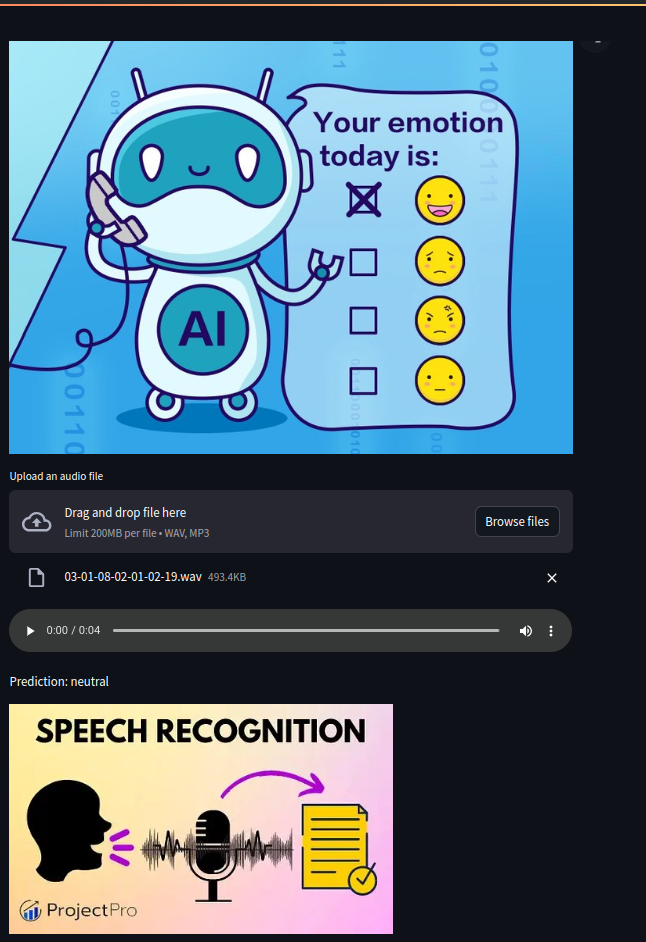 Your emotion
today is:
AI
Upload an audio file
Drag and drop file here
Limit 200MB per file • WAV, MP3
Browse files
03-01-08-02-01-02-19.wav 493.4KB
0:00 / 0:04
Prediction: neutral
SPEECH RECOGNITION
ProjectPro